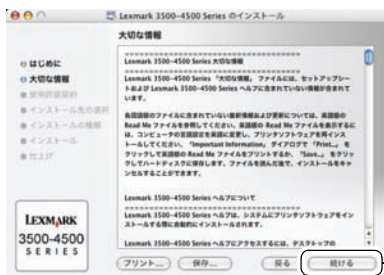 Lexmark 3500-4500 Series のインストール
大切な情報
はじめに
大切な情報
使用許諾契約
インストール先の選択
インストールの種類
インストール
仕上げ
LEXMARK
3500-4500
SERIES
==================================
Lexmark 3500-4500 Series 大切な情報
==================================
Lexmark 3500-4500 Series 「大切な情報」 ファイルには、セットアップシー
トおよび Lexmark 3500-4500 Series ヘルプに含まれていない情報が含まれて
います。
各国語版のファイルに含まれていない最新情報および更新については、英語版の
Read Me ファイルを参照してください。英語版の Read Me ファイルを表示するに
は、コンピュータの言語設定を英語に変更し、プリンタソフトウェアを再インス
トールしてください。 「Important Information」 ダイアログで 「Print...」 を
クリックして英語版の Read Me ファイルをプリントするか、 「Save...」 をクリッ
クしてハードディスクに保存します。ファイルを読んだ後で、インストールをキャ
ンセルすることができます。
==================================
Lexmark 3500-4500 Series ヘルプについて
==================================
Lexmark 3500-4500 Series ヘルプは、システムにプリンタソフトウェアをイン
ストールする際に自動的にインストールされます。
Lexmark 3500-4500 Series ヘルプにアクセスするには、デスクトップの
プリント...
保存...
戻る
続ける